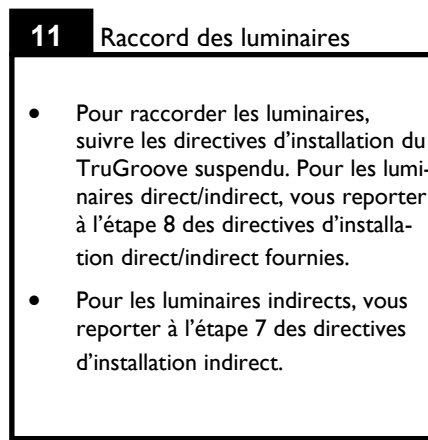 11 Raccord des luminaires
• Pour raccorder les luminaires,
suivre les directives d'installation du
TruGroove suspendu. Pour les lumi-
naires direct/indirect, vous reporter
à l'étape 8 des directives d'installa-
tion direct/indirect fournies.
• Pour les luminaires indirects, vous
reporter à l'étape 7 des directives
d'installation indirect.